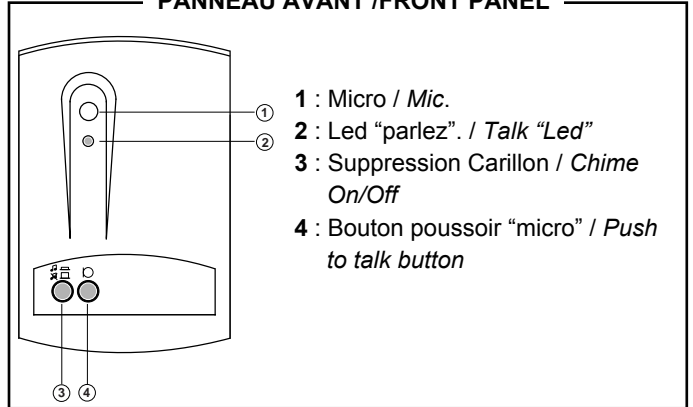 PANNEAU AVANT /FRONT PANEL
1 : Micro / Mic.
2 : Led “parlez”. / Talk “Led”
3 : Suppression Carillon / Chime
On/Off
4 : Bouton poussoir “micro” / Push
to talk button
1
2
3 4